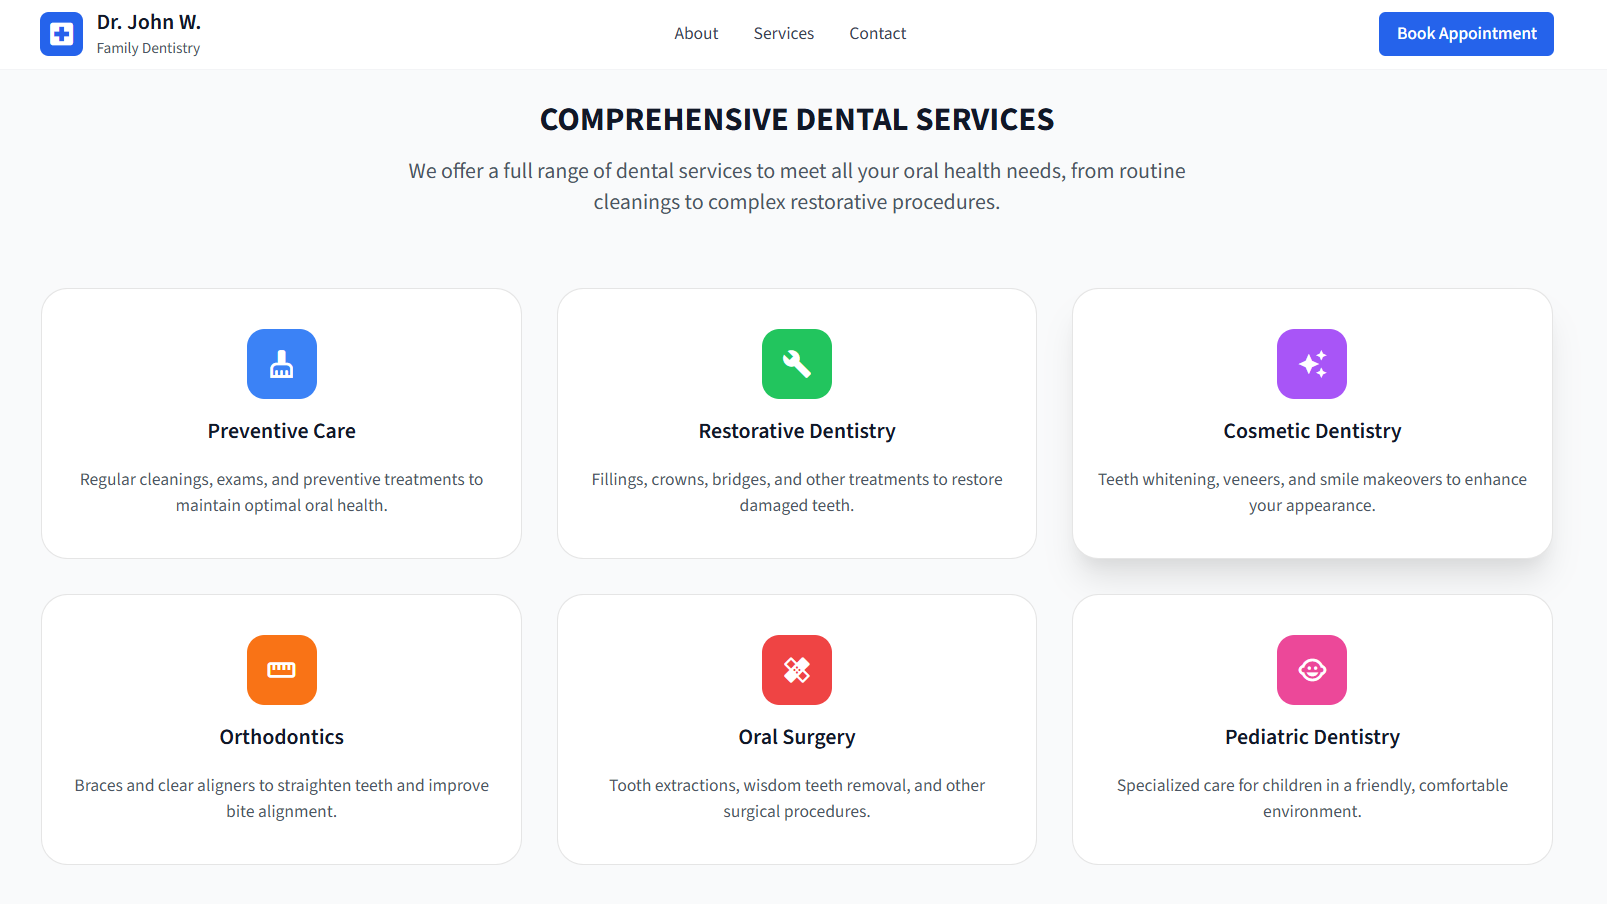 Dr. John W.
Family Dentistry
About
Services
Contact
Book Appointment
COMPREHENSIVE DENTAL SERVICES
We offer a full range of dental services to meet all your oral health needs, from routine
cleanings to complex restorative procedures.
Preventive Care
Regular cleanings, exams, and preventive treatments to
maintain optimal oral health.
Restorative Dentistry
Fillings, crowns, bridges, and other treatments to restore
damaged teeth.
Cosmetic Dentistry
Teeth whitening, veneers, and smile makeovers to enhance
your appearance.
Orthodontics
Braces and clear aligners to straighten teeth and improve
bite alignment.
Oral Surgery
Tooth extractions, wisdom teeth removal, and other
surgical procedures.
Pediatric Dentistry
Specialized care for children in a friendly, comfortable
environment.